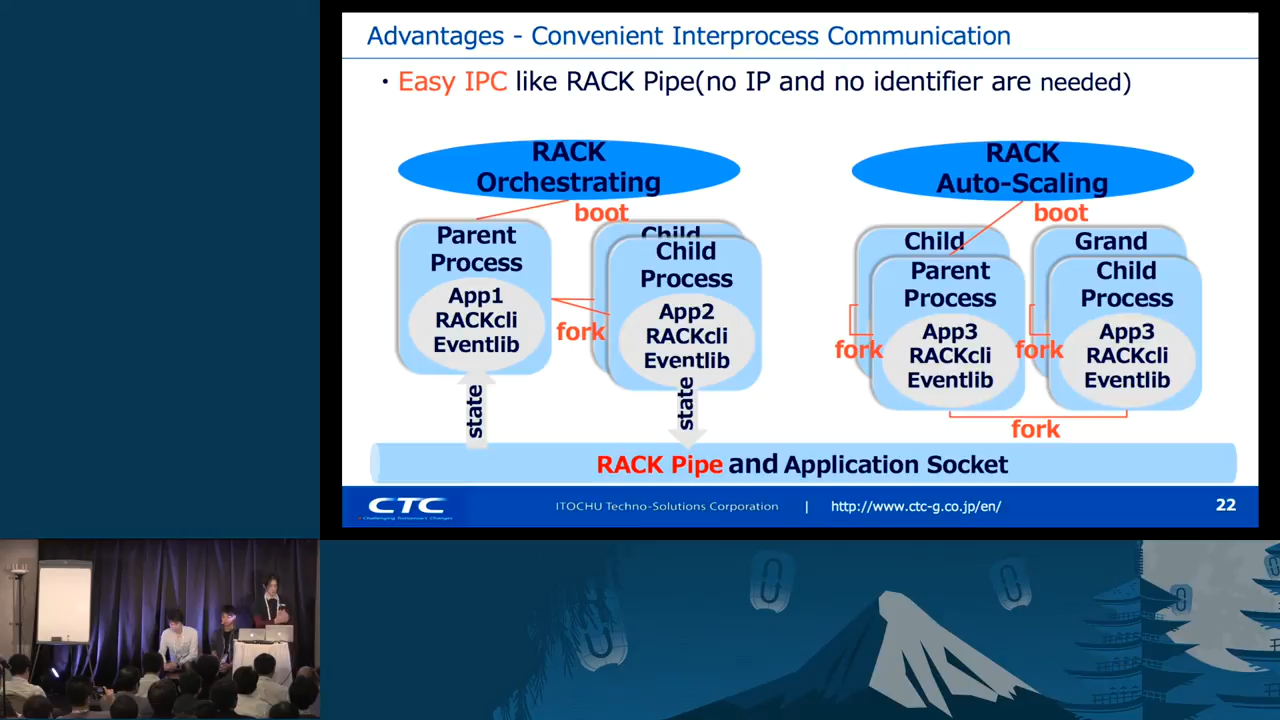 Advantages - Convenient Interprocess Communication
・Easy IPC like RACK Pipe(no IP and no identifier are needed)
RACK
Orchestrating
boot
Parent
Process
App1
RACKcli
Eventlib
fork
Child
Child
Process
App2
RACKcli
Eventlib
state
state
RACK
Auto-Scaling
boot
Child
Parent
Process
App3
RACKcli
Eventlib
fork
Grand
Child
Process
App3
RACKcli
Eventlib
fork
fork
RACK Pipe and Application Socket
CTC
Challenging Tomorrow's Changes
ITOCHU Techno-Solutions Corporation | http://www.ctc-g.co.jp/en/
22